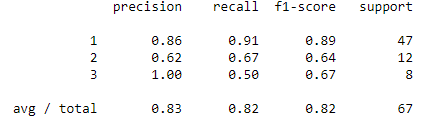 precision recall f1-score support
1 0.86 0.91 0.89 47
2 0.62 0.67 0.64 12
3 1.00 0.50 0.67 8
avg / total 0.83 0.82 0.82 67